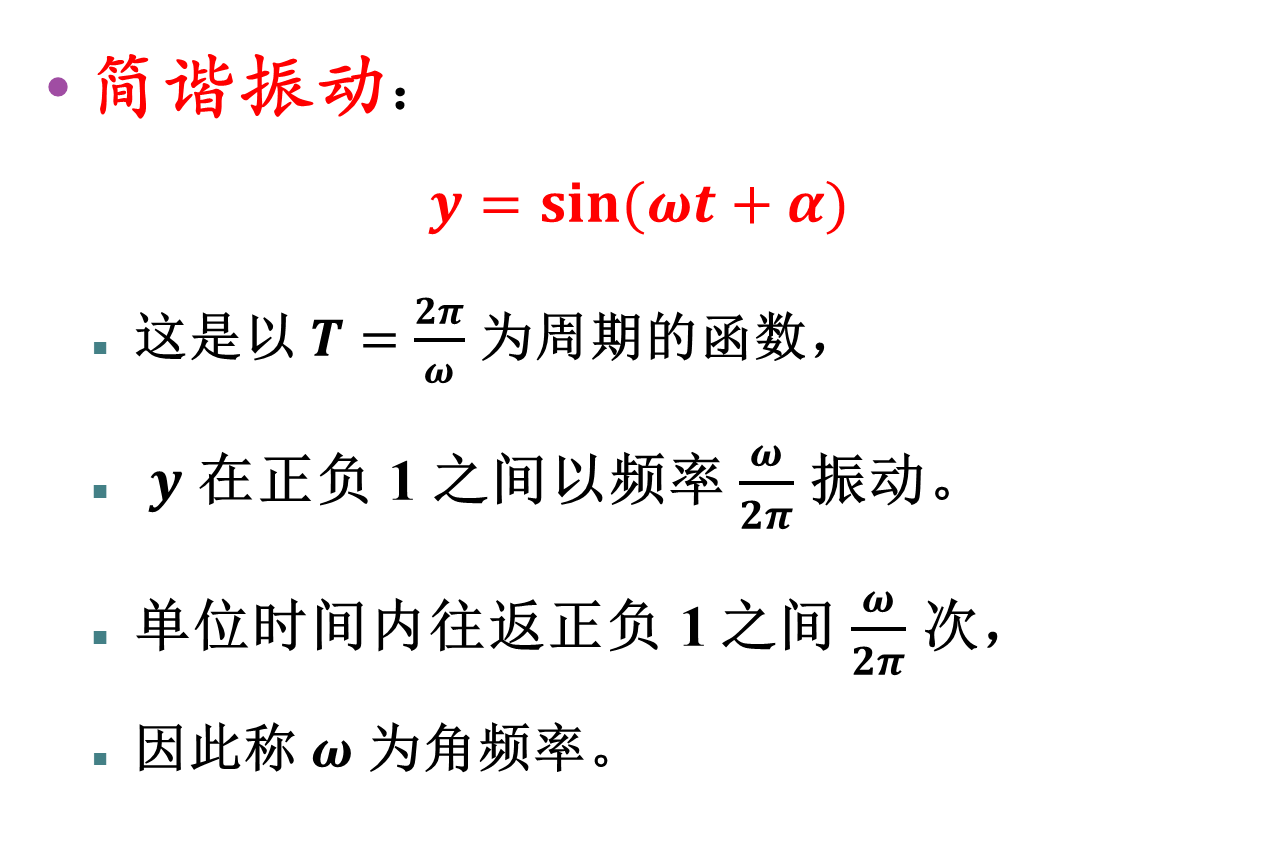 • 简谐振动：
y = sin(ωt + α)
▪ 这是以 T = 2π/ω 为周期的函数，
▪ y 在正负 1 之间以频率 ω/2π 振动。
▪ 单位时间内往返正负 1 之间 ω/2π 次，
▪ 因此称 ω 为角频率。